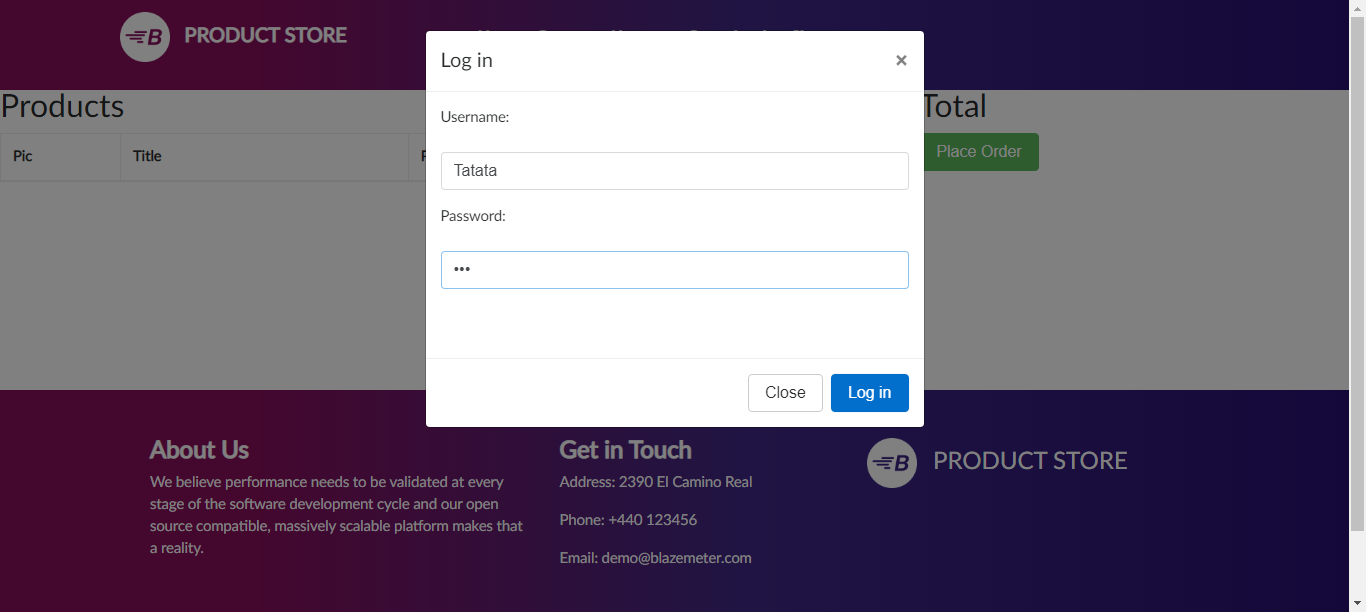 PRODUCT STORE
Log in ×
Username:
Tatata
Password:
•••
Close Log in
Products
Pic Title
Total
Place Order
About Us
We believe performance needs to be validated at every
stage of the software development cycle and our open
source compatible, massively scalable platform makes that
a reality.
Get in Touch
Address: 2390 El Camino Real
Phone: +440 123456
Email: demo@blazemeter.com
B PRODUCT STORE